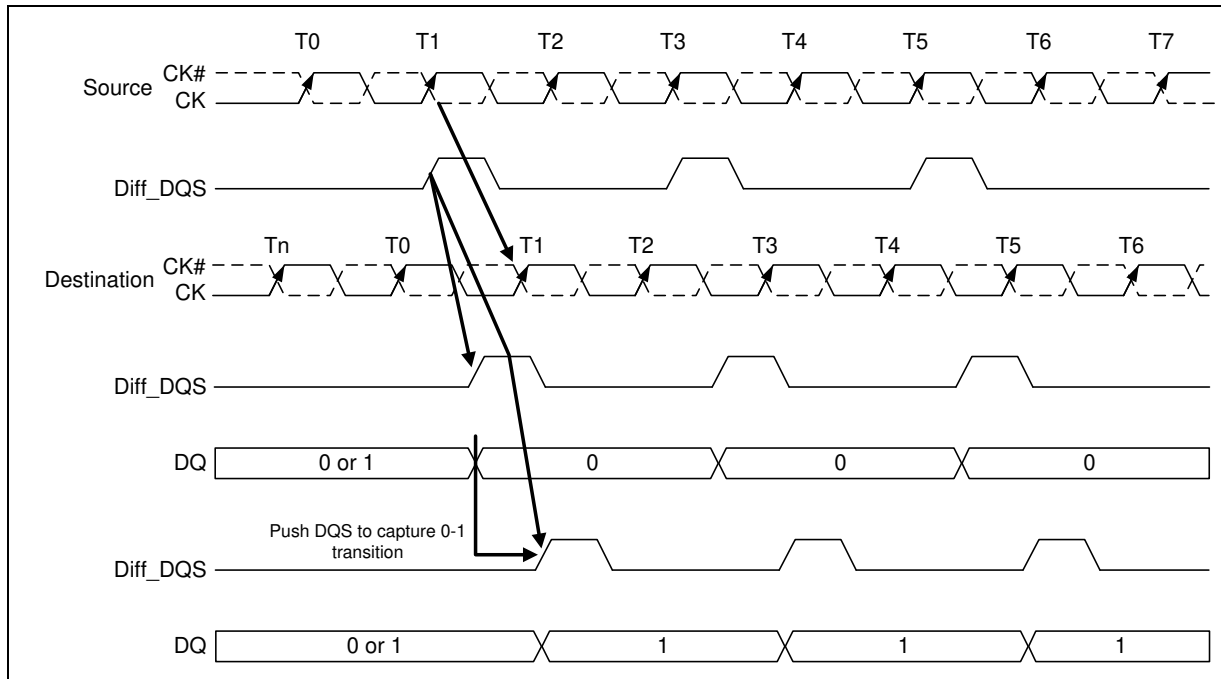 T0 T1 T2 T3 T4 T5 T6 T7
Source CK#
CK
Diff_DQS
Tn T0 T1 T2 T3 T4 T5 T6
Destination CK#
CK
Diff_DQS
DQ 0 or 1 0 0 0
Push DQS to capture 0-1
transition
Diff_DQS
DQ 0 or 1 1 1 1